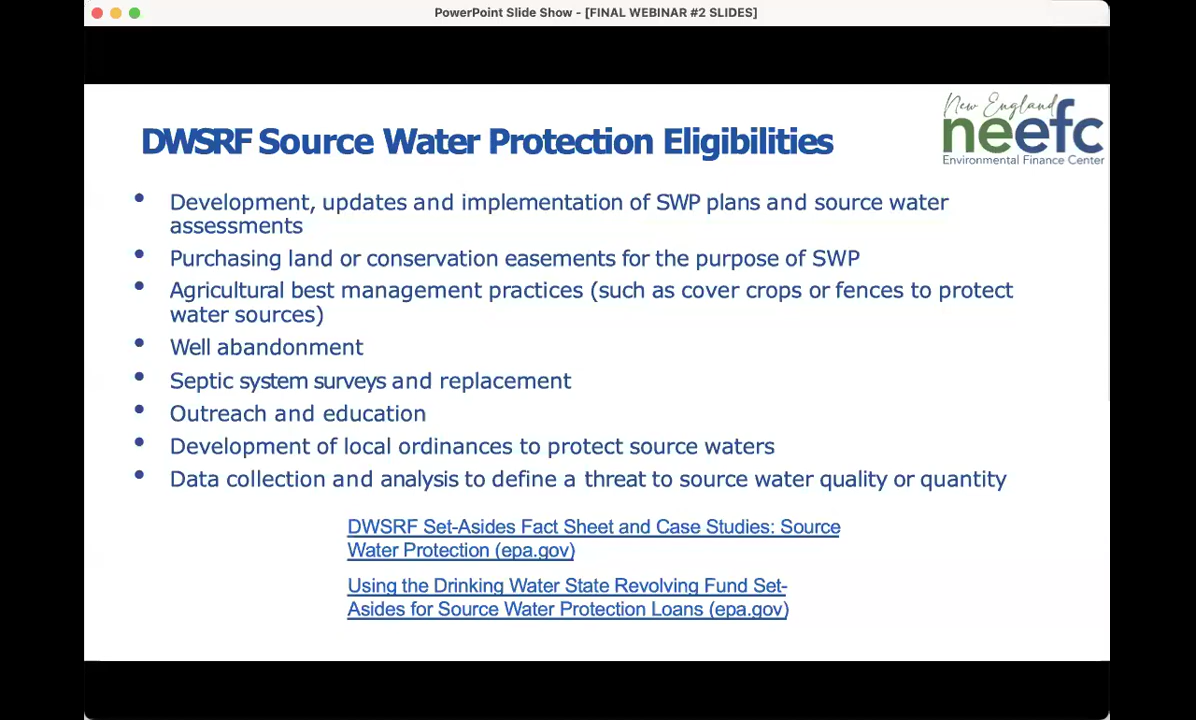 PowerPoint Slide Show - [FINAL WEBINAR #2 SLIDES]
New England
neefc
Environmental Finance Center
DWSRF Source Water Protection Eligibilities
• Development, updates and implementation of SWP plans and source water
assessments
• Purchasing land or conservation easements for the purpose of SWP
• Agricultural best management practices (such as cover crops or fences to protect
water sources)
• Well abandonment
• Septic system surveys and replacement
• Outreach and education
• Development of local ordinances to protect source waters
• Data collection and analysis to define a threat to source water quality or quantity
DWSRF Set-Asides Fact Sheet and Case Studies: Source
Water Protection (epa.gov)
Using the Drinking Water State Revolving Fund Set-
Asides for Source Water Protection Loans (epa.gov)